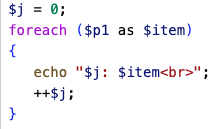 $j = 0;
foreach ($p1 as $item)
{
    echo "$j: $item<br>";
    ++$j;
}